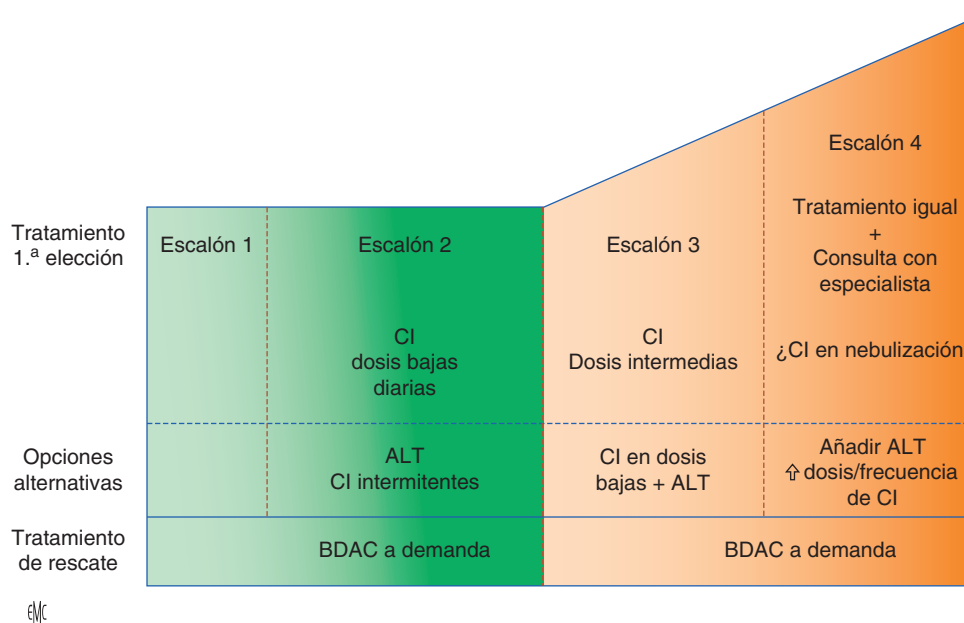 Escalón 4
Tratamiento
1.ª elección
Escalón 1
Escalón 2
Escalón 3
Tratamiento igual
+
Consulta con
especialista
CI
dosis bajas
diarias
CI
Dosis intermedias
¿CI en nebulización
Opciones
alternativas
ALT
CI intermitentes
CI en dosis
bajas + ALT
Añadir ALT
⇧ dosis/frecuencia
de CI
Tratamiento
de rescate
BDAC a demanda
BDAC a demanda
EMC